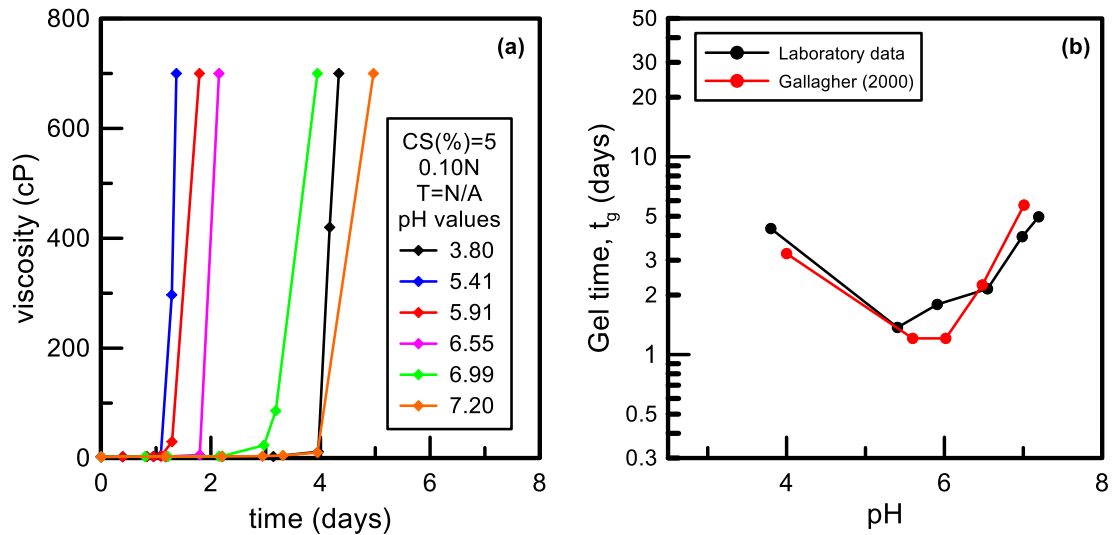 800
600
400
200
0
viscosity (cP)
0 2 4 6 8
time (days)
(a)
CS(%)=5
0.10N
T=N/A
pH values
3.80
5.41
5.91
6.55
6.99
7.20
50
30
20
10
5
3
2
1
0.5
0.3
Gel time, tg (days)
4 6 8
pH
(b)
Laboratory data
Gallagher (2000)